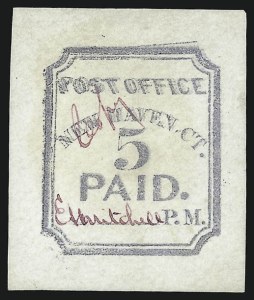 POST OFFICE
NEW HAVEN, CT.
5
PAID.
E A Mitchell P. M.